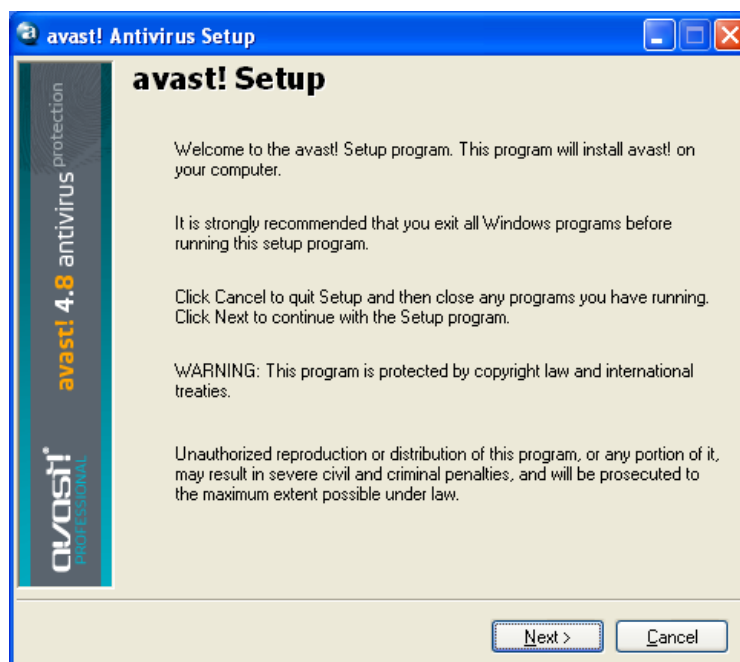 avast! Antivirus Setup
avast! Setup
Welcome to the avast! Setup program. This program will install avast! on
your computer.
It is strongly recommended that you exit all Windows programs before
running this setup program.
Click Cancel to quit Setup and then close any programs you have running.
Click Next to continue with the Setup program.
WARNING: This program is protected by copyright law and international
treaties.
Unauthorized reproduction or distribution of this program, or any portion of it,
may result in severe civil and criminal penalties, and will be prosecuted to
the maximum extent possible under law.
avast! 4.8 antivirus protection
avast!®
PROFESSIONAL
Next >
Cancel